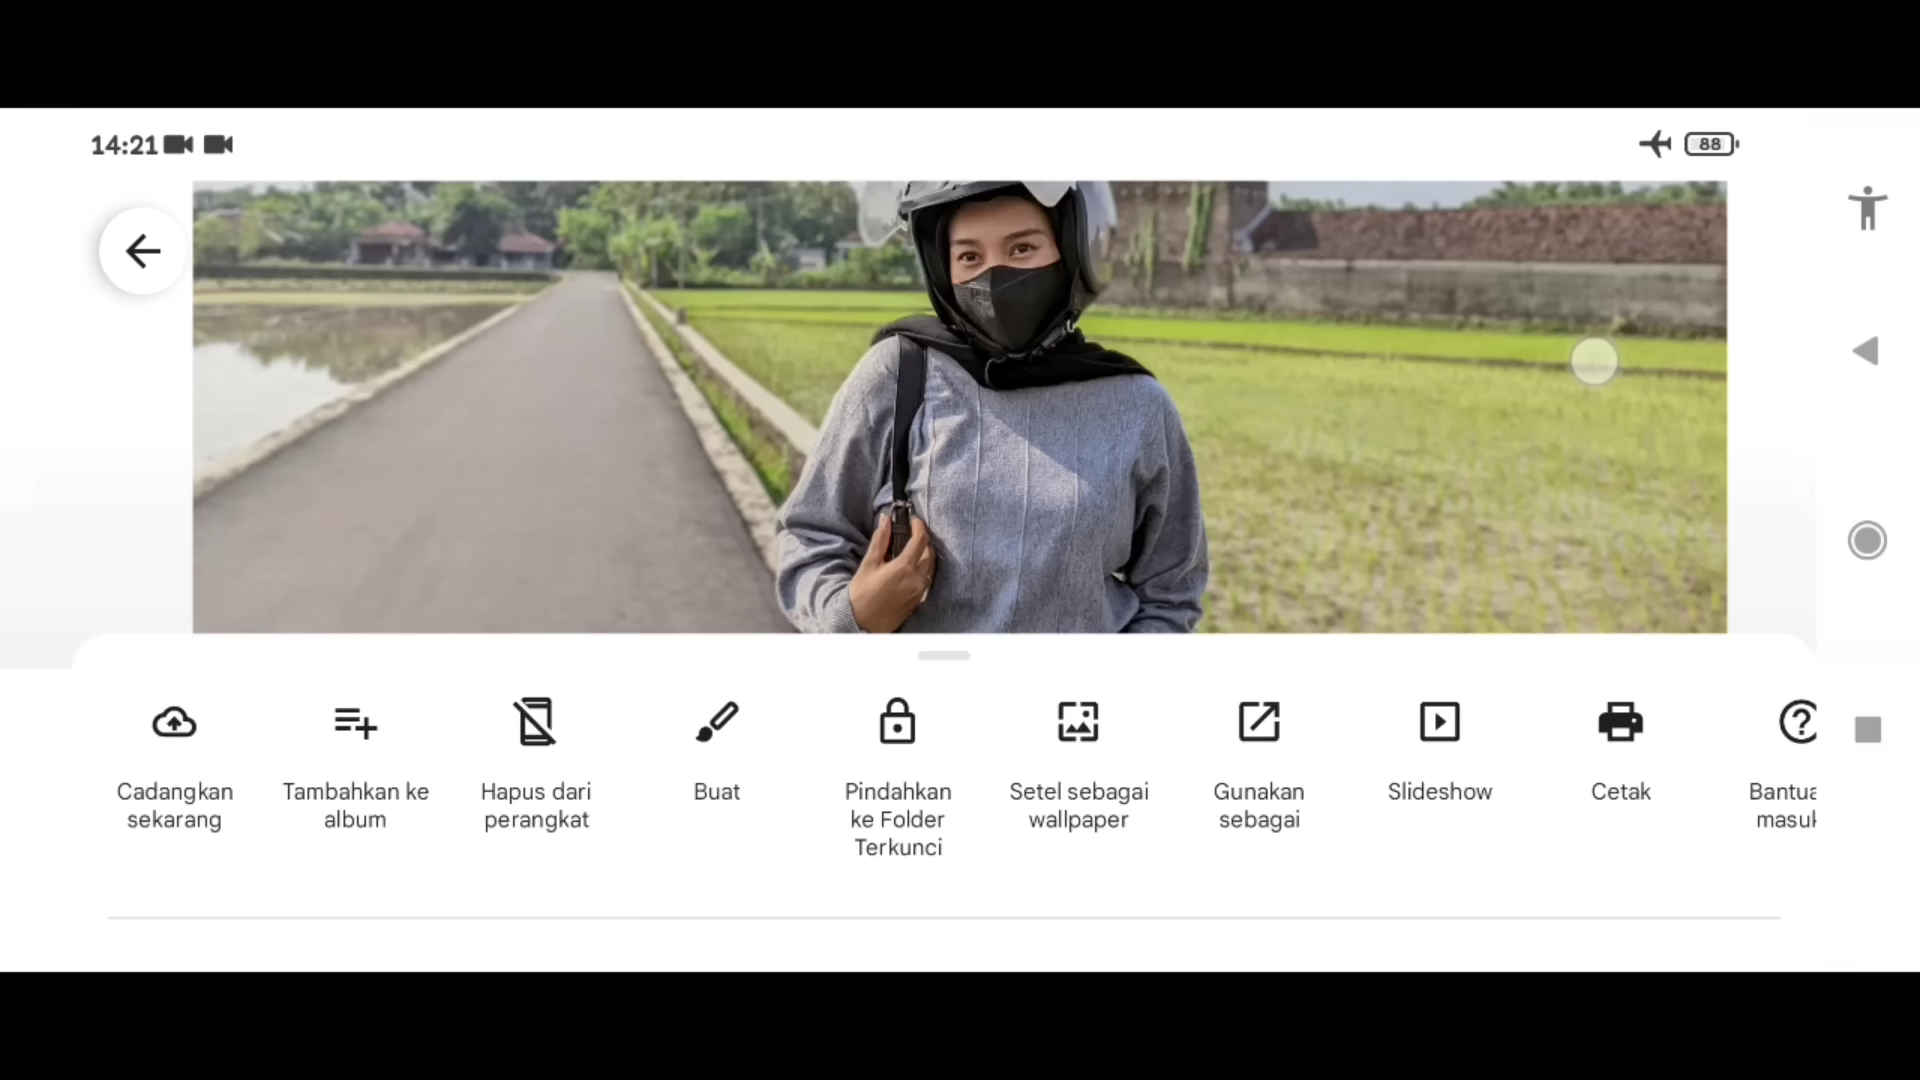 14:21
88
Cadangkan
sekarang
Tambahkan ke
album
Hapus dari
perangkat
Buat
Pindahkan
ke Folder
Terkunci
Setel sebagai
wallpaper
Gunakan
sebagai
Slideshow
Cetak